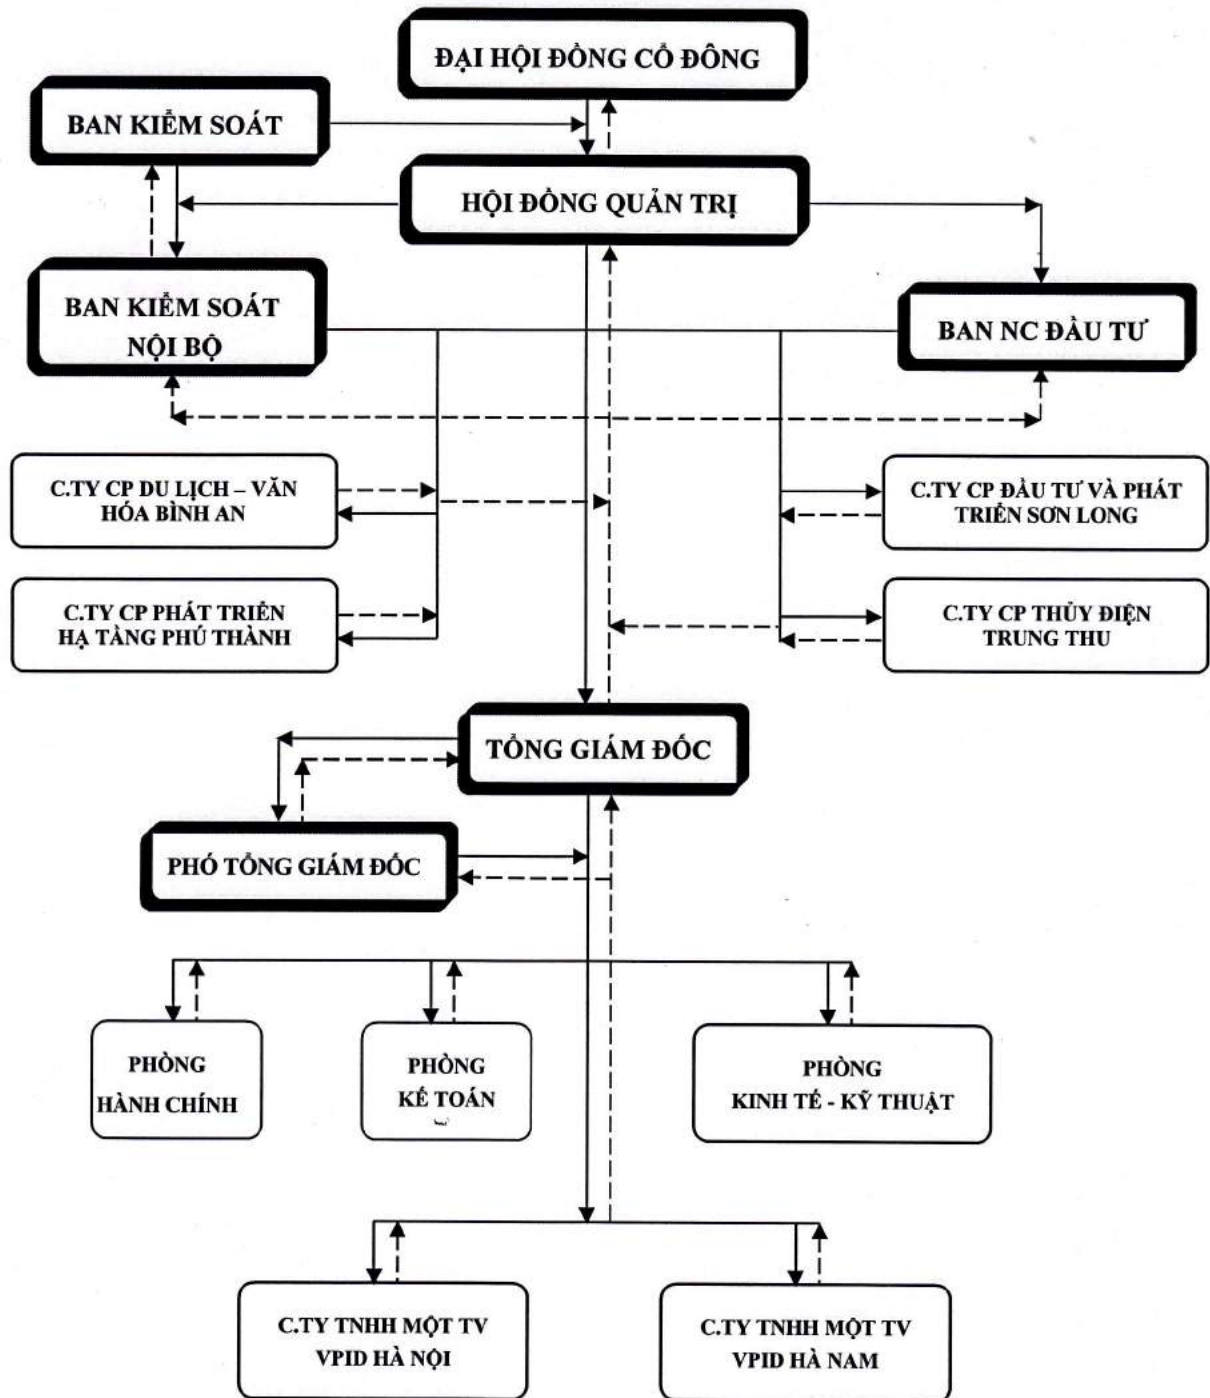 ĐẠI HỘI ĐỒNG CỔ ĐÔNG
BAN KIỂM SOÁT
HỘI ĐỒNG QUẢN TRỊ
BAN KIỂM SOÁT
NỘI BỘ
BAN NC ĐẦU TƯ
C.TY CP DU LỊCH – VĂN
HÓA BÌNH AN
C.TY CP ĐẦU TƯ VÀ PHÁT
TRIỂN SƠN LONG
C.TY CP PHÁT TRIỂN
HẠ TẦNG PHÚ THÀNH
C.TY CP THỦY ĐIỆN
TRUNG THU
TỔNG GIÁM ĐỐC
PHÓ TỔNG GIÁM ĐỐC
PHÒNG
HÀNH CHÍNH
PHÒNG
KẾ TOÁN
PHÒNG
KINH TẾ - KỸ THUẬT
C.TY TNHH MỘT TV
VPID HÀ NỘI
C.TY TNHH MỘT TV
VPID HÀ NAM